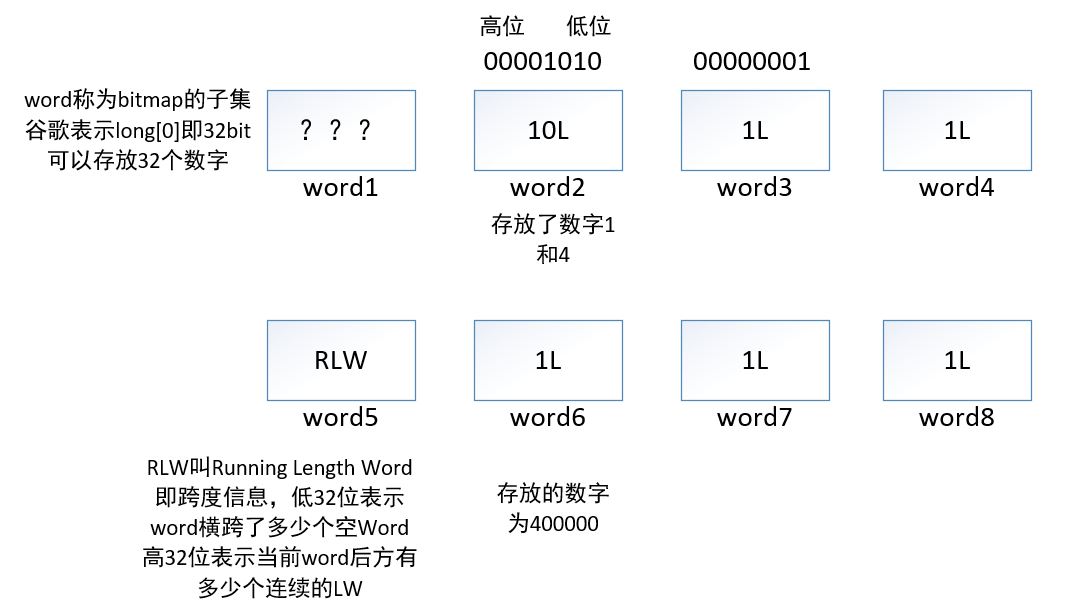 高位 低位
00001010 00000001
word称为bitmap的子集
谷歌表示long[0]即32bit
可以存放32个数字
？？？ 10L 1L 1L
word1 word2 word3 word4
存放了数字1
和4
RLW 1L 1L 1L
word5 word6 word7 word8
RLW叫Running Length Word
即跨度信息，低32位表示
word横跨了多少个空Word
高32位表示当前word后方有
多少个连续的LW
存放的数字
为400000